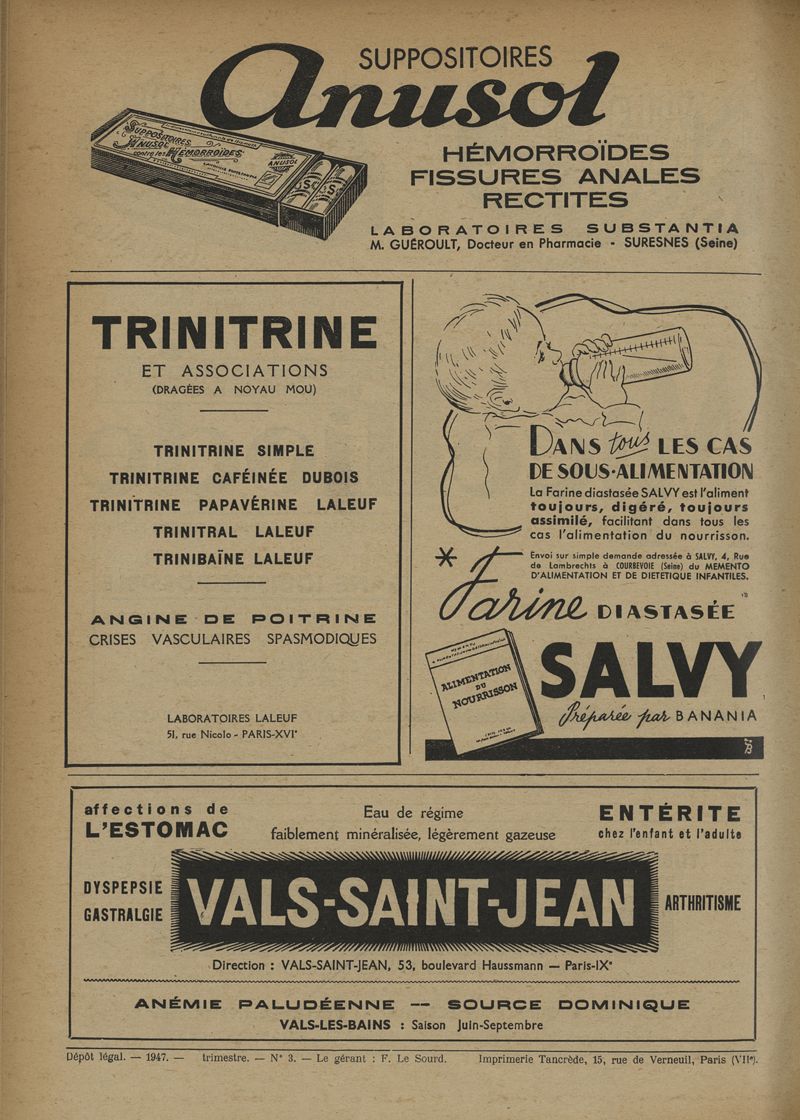 SUPPOSITOIRES
Anusol
SUPPOSITOIRES
ANUSOL
contre les HÉMORROÏDES
ANUSOL
HÉMORROÏDES
FISSURES ANALES
RECTITES
LABORATOIRES SUBSTANTIA
M. GUÉROULT, Docteur en Pharmacie - SURESNES (Seine)
TRINITRINE
ET ASSOCIATIONS
(DRAGÉES A NOYAU MOU)
TRINITRINE SIMPLE
TRINITRINE CAFÉINÉE DUBOIS
TRINITRINE PAPAVÉRINE LALEUF
TRINITRAL LALEUF
TRINIBAÏNE LALEUF
ANGINE DE POITRINE
CRISES VASCULAIRES SPASMODIQUES
LABORATOIRES LALEUF
51, rue Nicolo - PARIS-XVIᵉ
DANS tous LES CAS
DE SOUS-ALIMENTATION
La Farine diastasée SALVY est l'aliment
toujours, digéré, toujours
assimilé, facilitant dans tous les
cas l'alimentation du nourrisson.
* Envoi sur simple demande adressée à SALVY, 4, Rue
de Lambrechts à COURBEVOIE (Seine) du MEMENTO
D'ALIMENTATION ET DE DIETETIQUE INFANTILES.
Farine DIASTASÉE
SALVY
Préparée par BANANIA
ALIMENTATION
DU
NOURRISSON
affections de
L'ESTOMAC
Eau de régime
faiblement minéralisée, légèrement gazeuse
ENTÉRITE
chez l'enfant et l'adulte
DYSPEPSIE
GASTRALGIE
VALS-SAINT-JEAN
ARTHRITISME
Direction : VALS-SAINT-JEAN, 53, boulevard Haussmann — Paris-IXᵉ
ANÉMIE PALUDÉENNE -- SOURCE DOMINIQUE
VALS-LES-BAINS : Saison Juin-Septembre
Dépôt légal. — 1947. — trimestre. — N° 3. — Le gérant : F. Le Sourd. Imprimerie Tancrède, 15, rue de Verneuil, Paris (VIIᵉ).